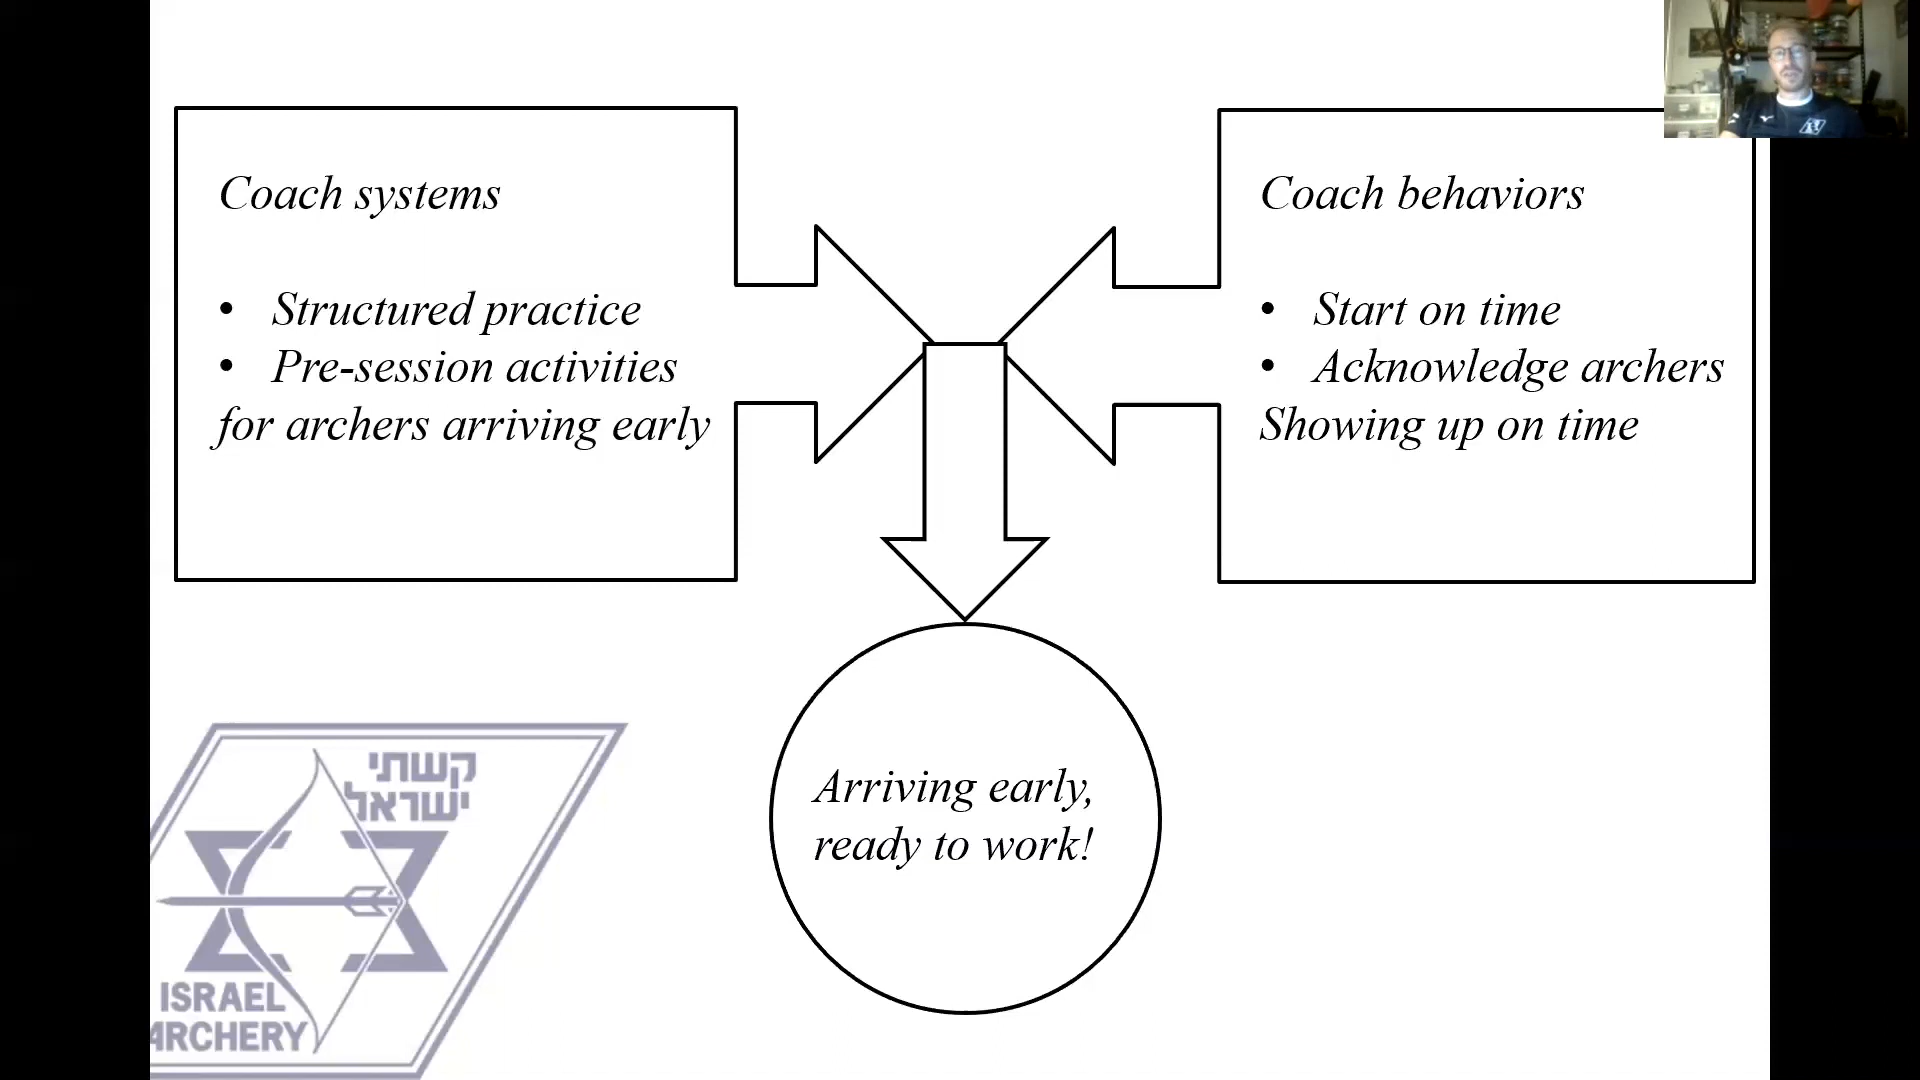 Coach systems
• Structured practice
• Pre-session activities
for archers arriving early
Coach behaviors
• Start on time
• Acknowledge archers
Showing up on time
Arriving early,
ready to work!
קשתי
ישראל
ISRAEL
ARCHERY